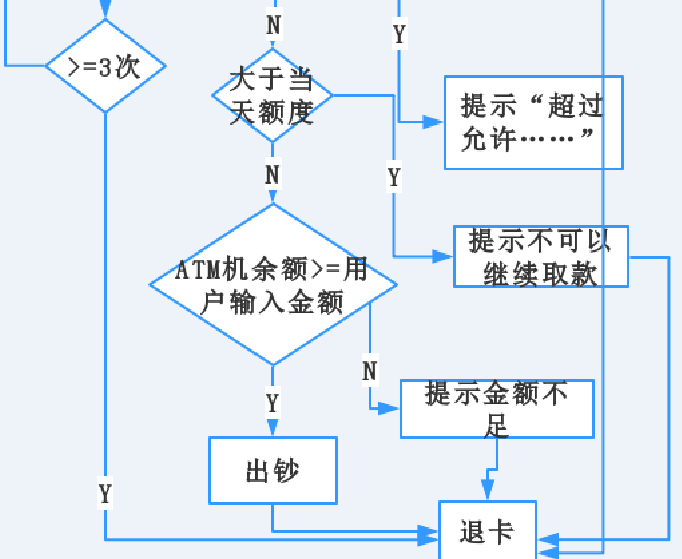 N
Y
>=3次
大于当
天额度
提示“超过
允许……”
N
Y
提示不可以
继续取款
ATM机余额>=用
户输入金额
N
提示金额不
足
Y
出钞
Y
退卡